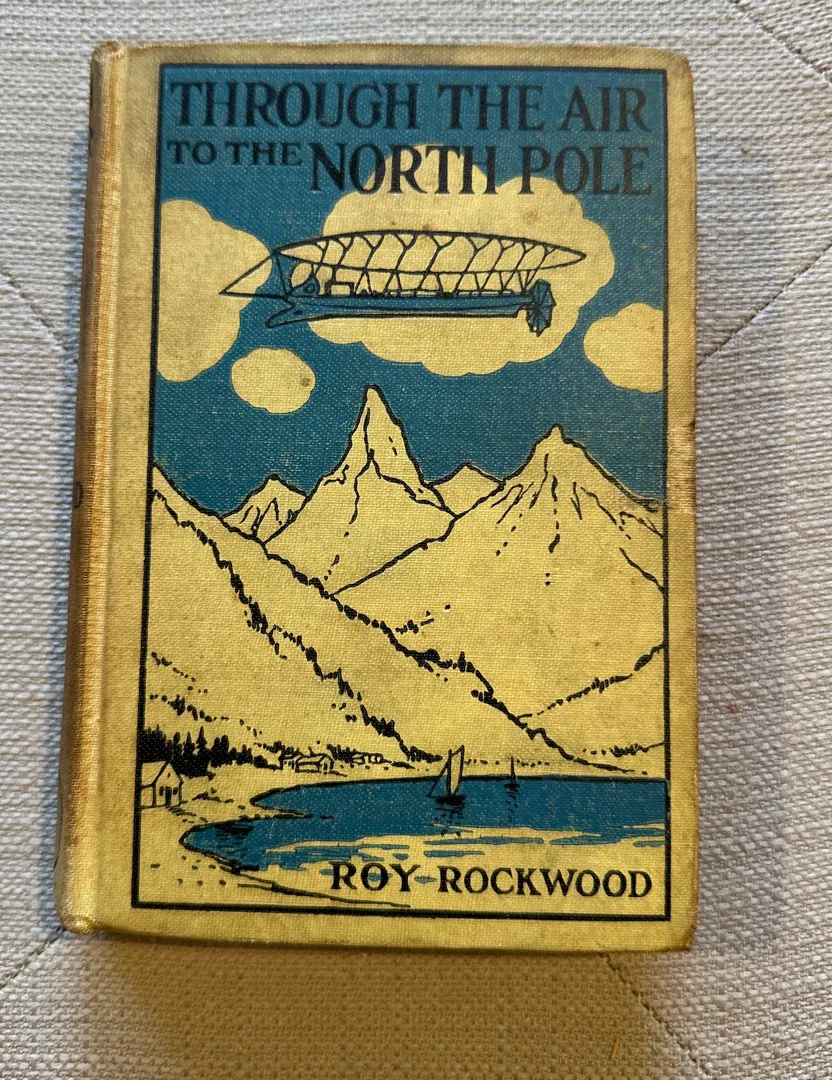 THROUGH THE AIR
TO THE NORTH POLE
ROY ROCKWOOD